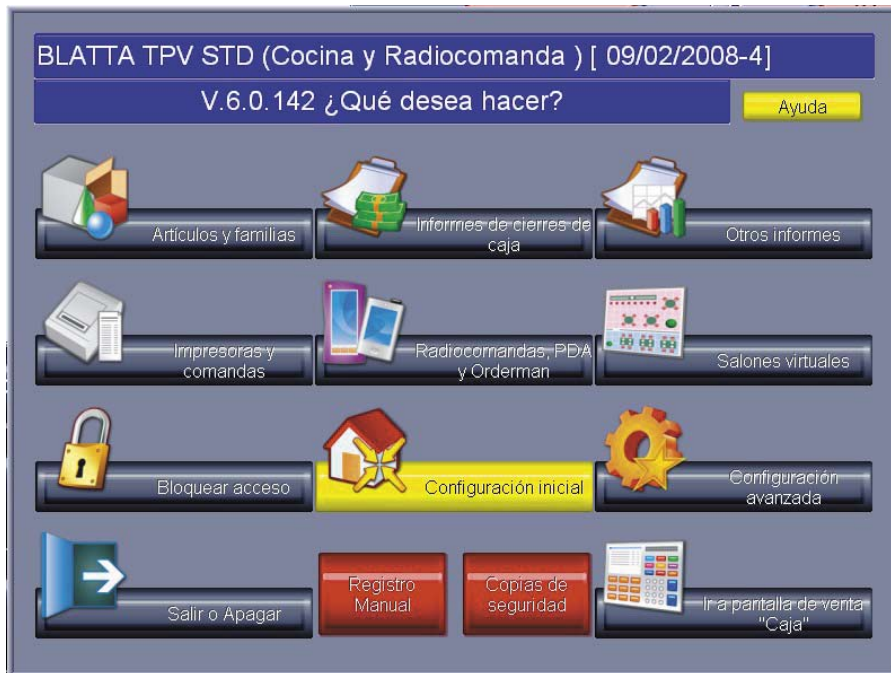 BLATTA TPV STD (Cocina y Radiocomanda ) [ 09/02/2008-4]
V.6.0.142 ¿Qué desea hacer?
Ayuda
Artículos y familias
Informes de cierres de
caja
Otros informes
Impresoras y
comandas
Radiocomandas, PDA
y Orderman
Salones virtuales
Bloquear acceso
Configuración inicial
Configuración
avanzada
Salir o Apagar
Registro
Manual
Copias de
seguridad
Ir a pantalla de venta
"Caja"